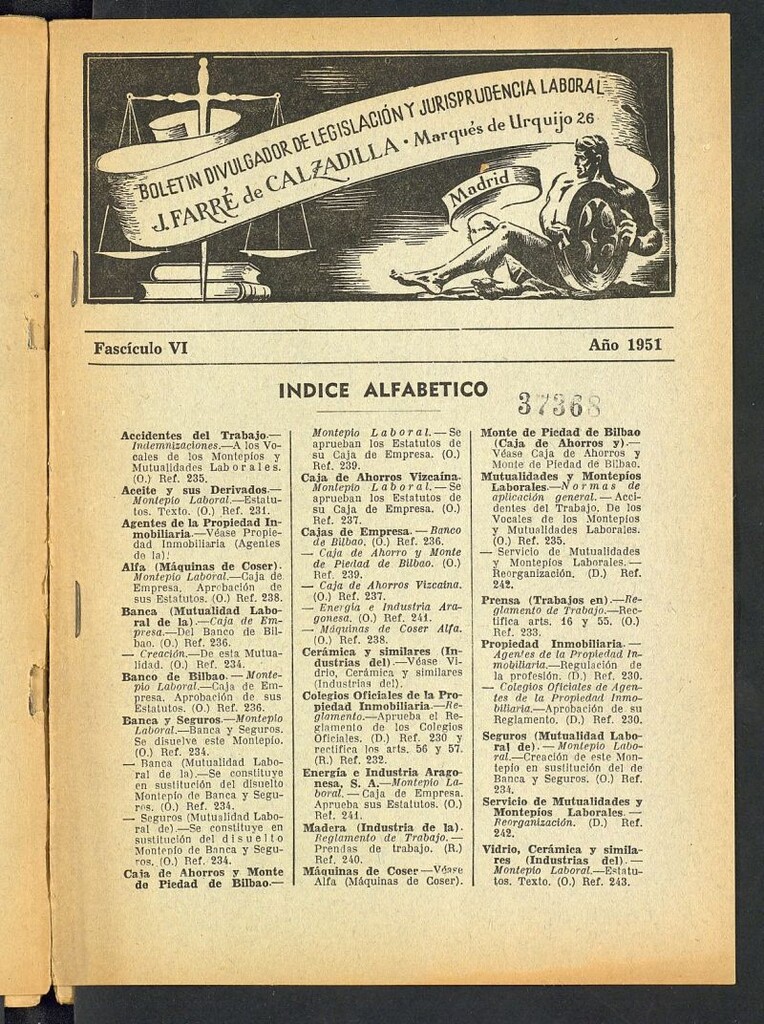 BOLETIN DIVULGADOR DE LEGISLACIÓN Y JURISPRUDENCIA LABORAL
J. FARRÉ de CALZADILLA · Marqués de Urquijo 26
Madrid
Fascículo VI
Año 1951
INDICE ALFABETICO
37368
Accidentes del Trabajo.—
Indemnizaciones.—A los Vo-
cales de los Montepíos y
Mutualidades Laborales.
(O.) Ref. 235.
Aceite y sus Derivados.—
Montepío Laboral.—Estatu-
tos. Texto. (O.) Ref. 231.
Agentes de la Propiedad In-
mobiliaria.—Véase Propie-
dad Inmobiliaria (Agentes
de la).
Alfa (Máquinas de Coser).
Montepío Laboral.—Caja de
Empresa. Aprobación de
sus Estatutos. (O.) Ref. 238.
Banca (Mutualidad Labo-
ral de la).—Caja de Em-
presa.—Del Banco de Bil-
bao. (O.) Ref. 236.
— Creación.—De esta Mutua-
lidad. (O.) Ref. 234.
Banco de Bilbao.—Monte-
pío Laboral.—Caja de Em-
presa. Aprobación de sus
Estatutos. (O.) Ref. 236.
Banca y Seguros.—Montepío
Laboral.—Banca y Seguros.
Se disuelve este Montepío.
(O.) Ref. 234.
— Banca (Mutualidad Labo-
ral de la).—Se constituye
en sustitución del disuelto
Montepío de Banca y Segu-
ros. (O.) Ref. 234.
— Seguros (Mutualidad Labo-
ral de).—Se constituye en
sustitución del disuelto
Montepío de Banca y Segu-
ros. (O.) Ref. 234.
Caja de Ahorros y Monte
de Piedad de Bilbao.—
Montepío Laboral.—Se
aprueban los Estatutos de
su Caja de Empresa. (O.)
Ref. 239.
Caja de Ahorros Vizcaína.
Montepío Laboral.—Se
aprueban los Estatutos de
su Caja de Empresa. (O.)
Ref. 237.
Cajas de Empresa.—Banco
de Bilbao. (O.) Ref. 236.
— Caja de Ahorro y Monte
de Piedad de Bilbao. (O.)
Ref. 239.
— Caja de Ahorros Vizcaína.
(O.) Ref. 237.
— Energía e Industria Ara-
gonesa. (O.) Ref. 241.
— Máquinas de Coser Alfa.
(O.) Ref. 238.
Cerámica y similares (In-
dustrias del).—Véase Vi-
drio, Cerámica y similares
(Industrias del).
Colegios Oficiales de la Pro-
piedad Inmobiliaria.—Re-
glamento.—Aprueba el Re-
glamento de los Colegios
Oficiales. (D.) Ref. 230 y
rectifica los arts. 56 y 57.
(R.) Ref. 232.
Energía e Industria Arago-
nesa, S. A.—Montepío La-
boral.—Caja de Empresa.
Aprueba sus Estatutos. (O.)
Ref. 241.
Madera (Industria de la).
Reglamento de Trabajo.—
Prendas de trabajo. (R.)
Ref. 240.
Máquinas de Coser—Véase
Alfa (Máquinas de Coser).
Monte de Piedad de Bilbao
(Caja de Ahorros y).—
Véase Caja de Ahorros y
Monte de Piedad de Bilbao.
Mutualidades y Montepíos
Laborales.—Normas de
aplicación general.—Acci-
dentes del Trabajo. De los
Vocales de los Montepíos
y Mutualidades Laborales.
(O.) Ref. 235.
— Servicio de Mutualidades
y Montepíos Laborales.—
Reorganización. (D.) Ref.
242.
Prensa (Trabajos en).—Re-
glamento de Trabajo.—Rec-
tifica arts. 16 y 55. (O.)
Ref. 233.
Propiedad Inmobiliaria.—
Agentes de la Propiedad In-
mobiliaria.—Regulación de
la profesión. (D.) Ref. 230.
— Colegios Oficiales de Agen-
tes de la Propiedad Inmo-
biliaria.—Aprobación de su
Reglamento. (D.) Ref. 230.
Seguros (Mutualidad Labo-
ral de).—Montepío Labo-
ral.—Creación de este Mon-
tepío en sustitución del de
Banca y Seguros. (O.) Ref.
234.
Servicio de Mutualidades y
Montepíos Laborales.—
Reorganización. (D.) Ref.
242.
Vidrio, Cerámica y simila-
res (Industrias del).—
Montepío Laboral.—Estatu-
tos. Texto. (O.) Ref. 243.